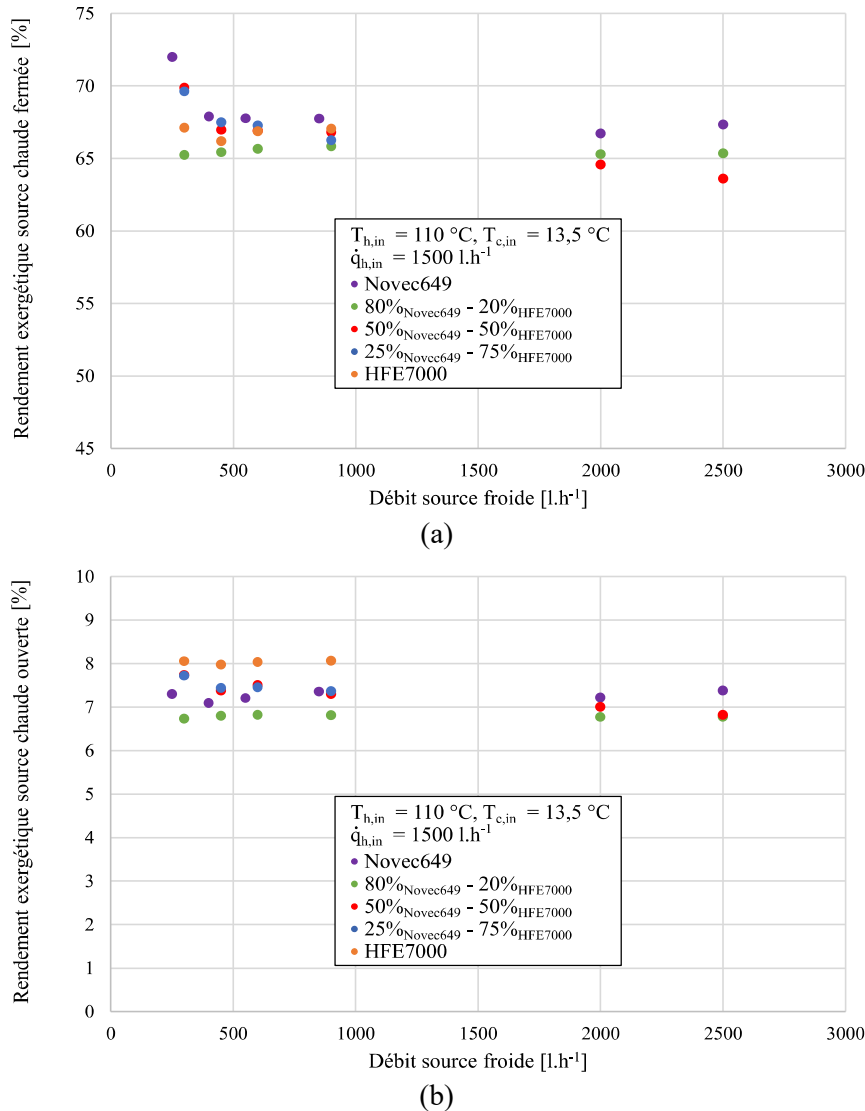 Rendement exergétique source chaude fermée [%]
75
70
65
60
55
50
45
T_h,in = 110 °C, T_c,in = 13,5 °C
q̇_h,in = 1500 l.h⁻¹
Novec649
80%_Novec649 - 20%_HFE7000
50%_Novec649 - 50%_HFE7000
25%_Novec649 - 75%_HFE7000
HFE7000
0 500 1000 1500 2000 2500 3000
Débit source froide [l.h⁻¹]
(a)
Rendement exergétique source chaude ouverte [%]
10
9
8
7
6
5
4
3
2
1
0
T_h,in = 110 °C, T_c,in = 13,5 °C
q̇_h,in = 1500 l.h⁻¹
Novec649
80%_Novec649 - 20%_HFE7000
50%_Novec649 - 50%_HFE7000
25%_Novec649 - 75%_HFE7000
HFE7000
0 500 1000 1500 2000 2500 3000
Débit source froide [l.h⁻¹]
(b)